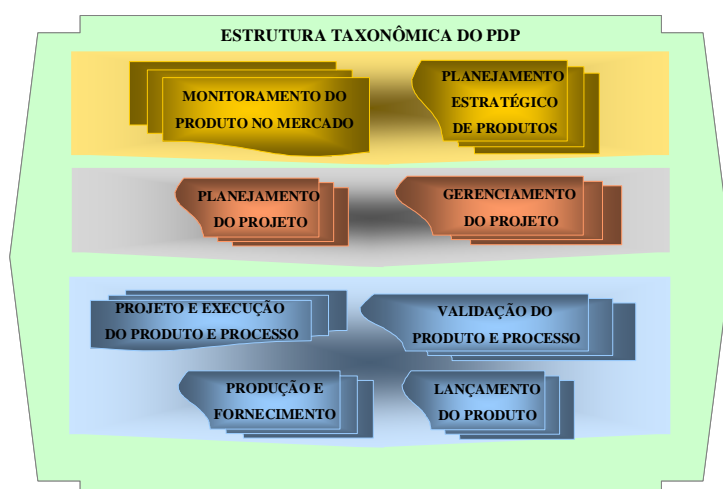 ESTRUTURA TAXONÔMICA DO PDP
MONITORAMENTO DO
PRODUTO NO MERCADO
PLANEJAMENTO
ESTRATÉGICO
DE PRODUTOS
PLANEJAMENTO
DO PROJETO
GERENCIAMENTO
DO PROJETO
PROJETO E EXECUÇÃO
DO PRODUTO E PROCESSO
VALIDAÇÃO DO
PRODUTO E PROCESSO
PRODUÇÃO E
FORNECIMENTO
LANÇAMENTO
DO PRODUTO